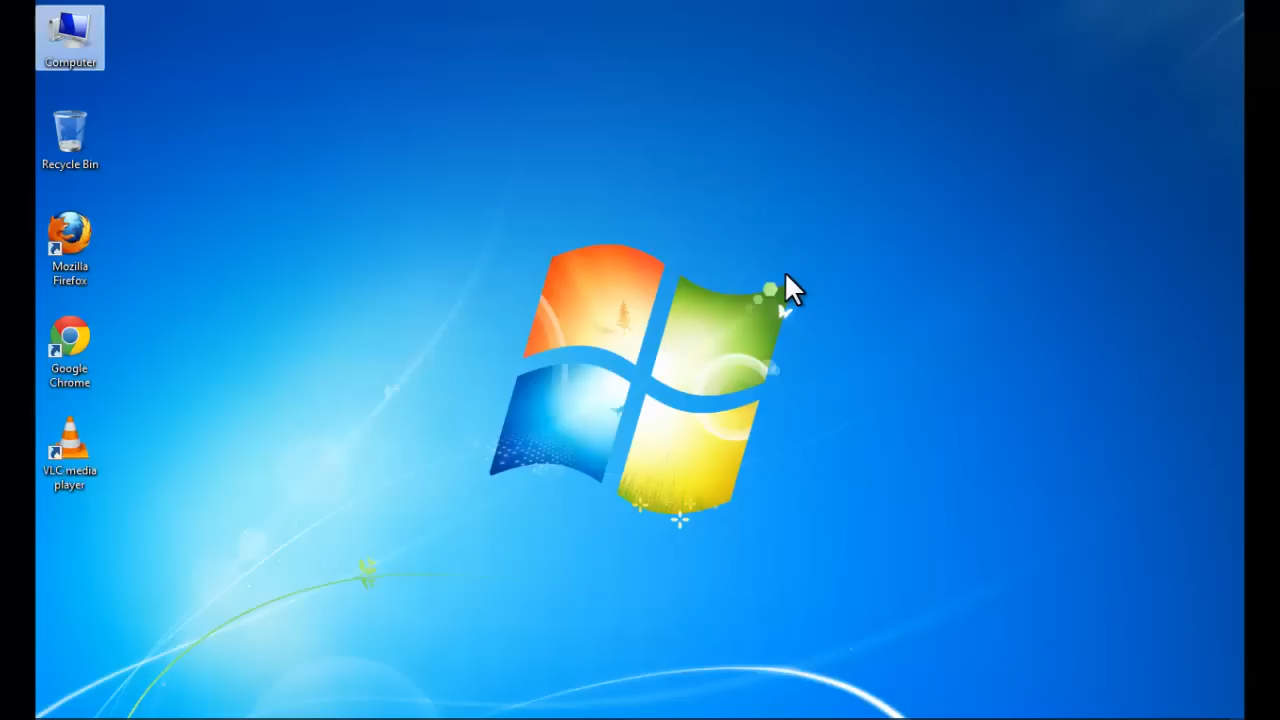 Computer
Recycle Bin
Mozilla
Firefox
Google
Chrome
VLC media
player